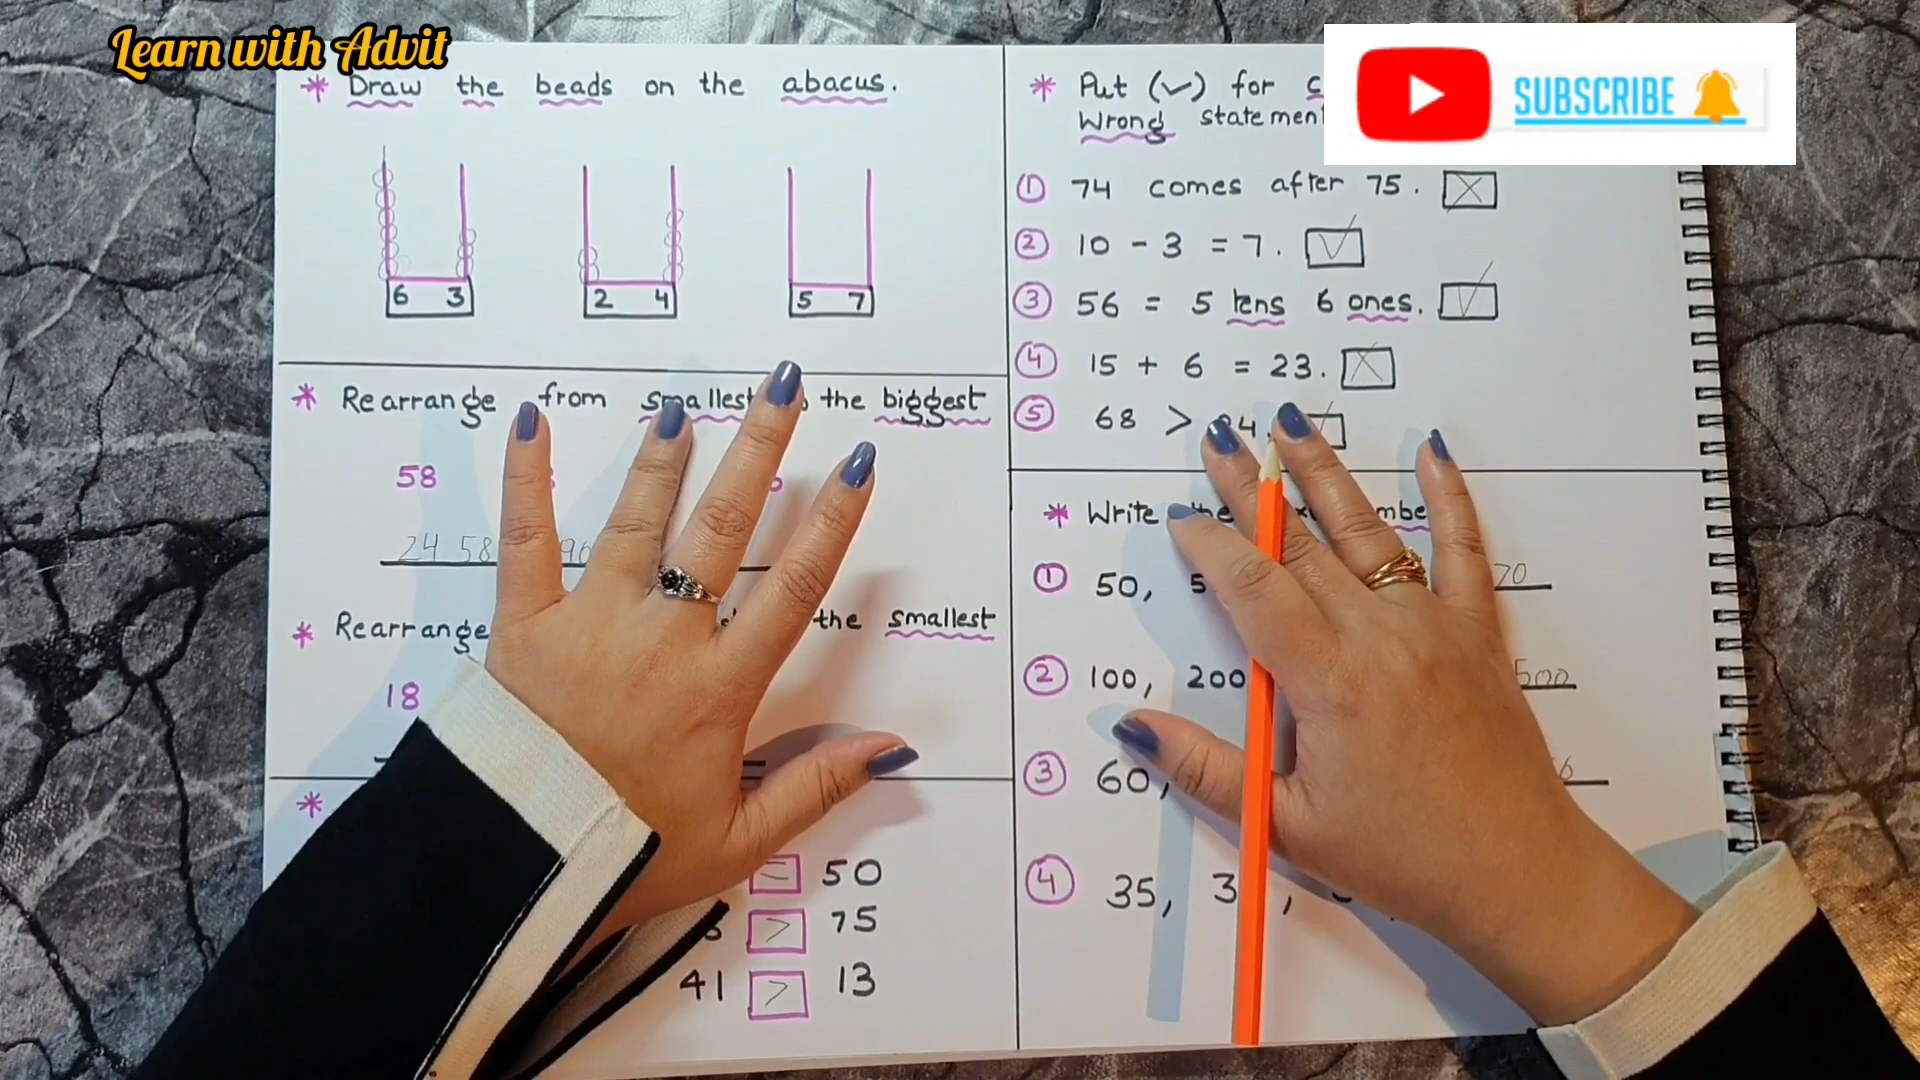 Learn with Advit
SUBSCRIBE
* Draw the beads on the abacus.
6 3
2 4
5 7
* Rearrange from smallest the biggest
58
24 58 96
* Rearrange the smallest
18
*
= 50
> 75
41 > 13
* Put (✓) for
Wrong statemen
① 74 comes after 75. ☒
② 10 - 3 = 7. ☑
③ 56 = 5 tens 6 ones. ☑
④ 15 + 6 = 23. ☒
⑤ 68 >
* Write
① 50, 70
② 100, 200 500
③ 60,
④ 35,